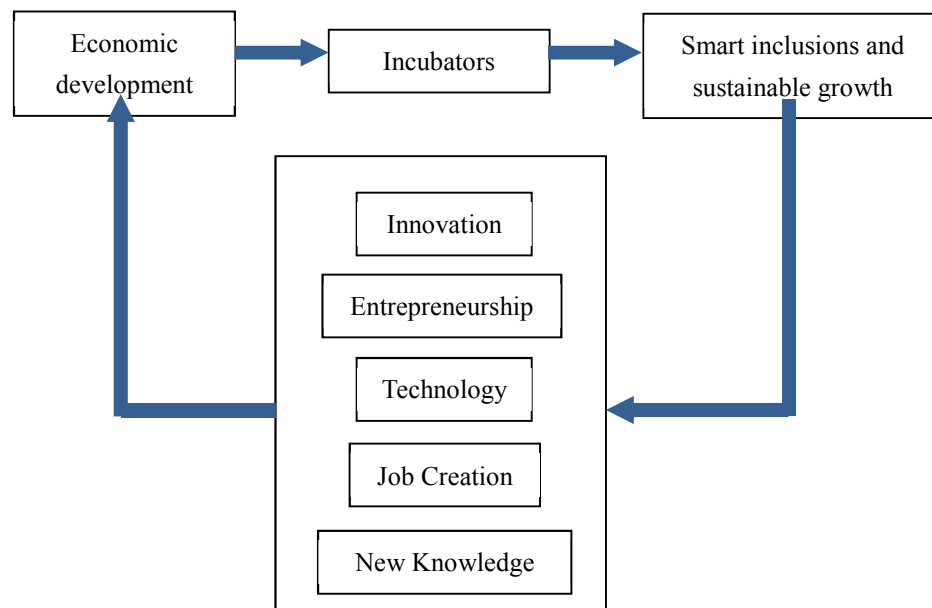 Economic
development
Incubators
Smart inclusions and
sustainable growth
Innovation
Entrepreneurship
Technology
Job Creation
New Knowledge